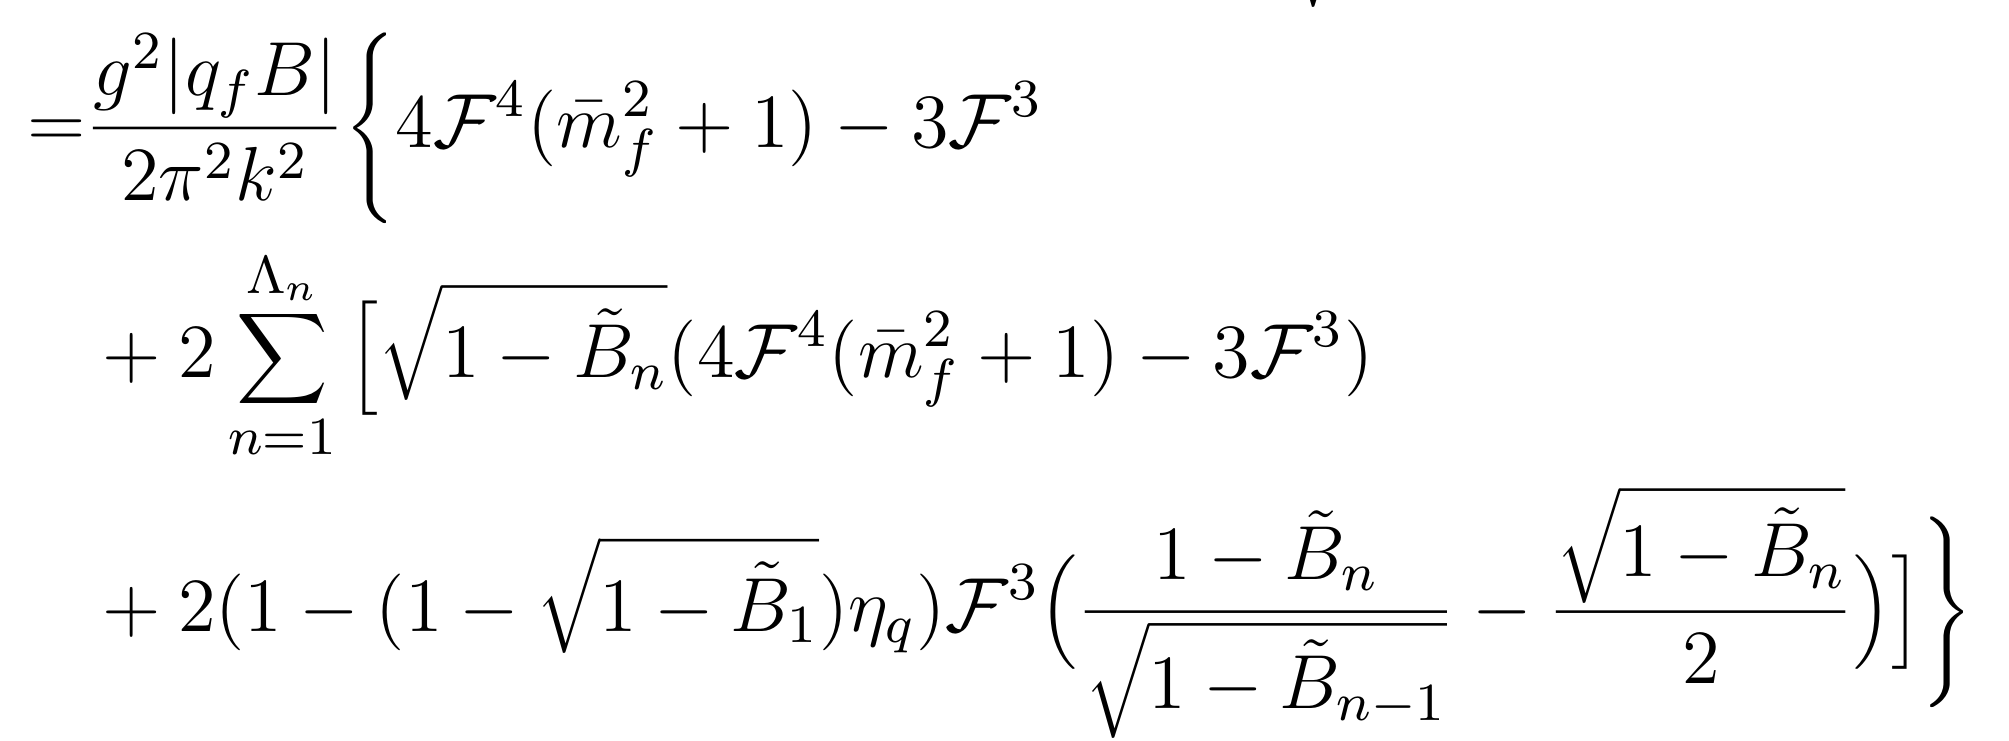 =\frac{g^2|q_f B|}{2\pi^2 k^2}\bigg\{4\mathcal{F}^4(\bar{m}_f^2+1)-3\mathcal{F}^3
+2\sum_{n=1}^{\Lambda_n}\Big[\sqrt{1-\tilde{B}_n}(4\mathcal{F}^4(\bar{m}_f^2+1)-3\mathcal{F}^3)
+2(1-(1-\sqrt{1-\tilde{B}_1})\eta_q)\mathcal{F}^3\Big(\frac{1-\tilde{B}_n}{\sqrt{1-\tilde{B}_{n-1}}}-\frac{\sqrt{1-\tilde{B}_n}}{2}\Big)\Big]\bigg\}